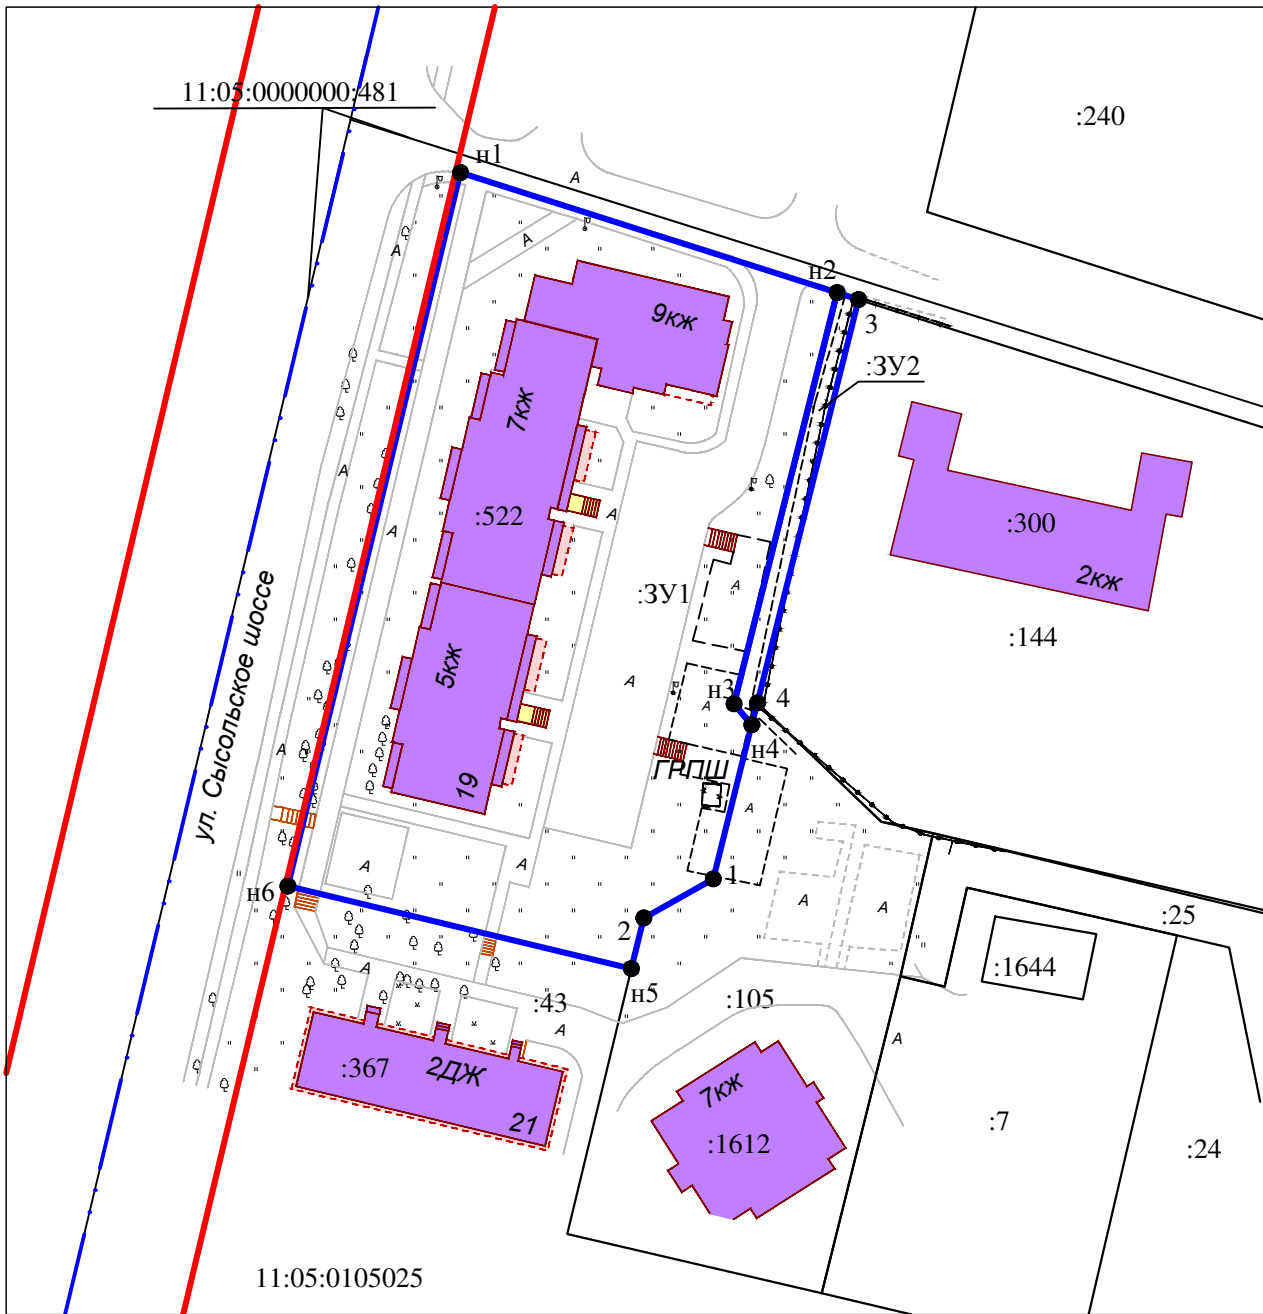 11:05:0000000:481
:240
н1
А
А
А
н2
3
9кж
:ЗУ2
7кж
А
:522
А
А
:300
2кж
:ЗУ1
А
ул. Сысольское шоссе
:144
5кж
А
н3
А
4
н4
А
ГРПШ
19
А
А
А
1
н6
А
А
2
:25
:1644
А
н5
:43
:105
А
А
:367
2ДЖ
21
7кж
:1612
:7
:24
11:05:0105025